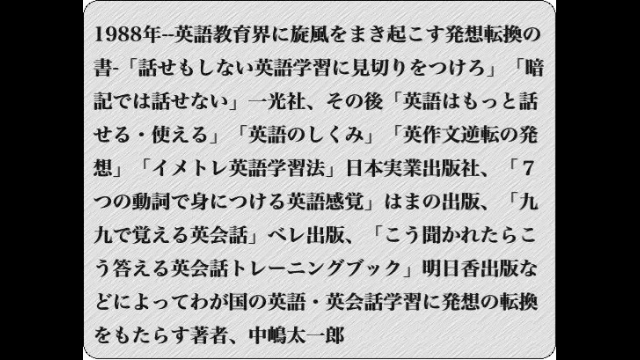 1988年--英語教育界に旋風をまき起こす発想転換の
書-「話せもしない英語学習に見切りをつけろ」「暗
記では話せない」一光社、その後「英語はもっと話
せる・使える」「英語のしくみ」「英作文逆転の発
想」「イメトレ英語学習法」日本実業出版社、「７
つの動詞で身につける英語感覚」はまの出版、「九
九で覚える英会話」ベレ出版、「こう聞かれたらこ
う答える英会話トレーニングブック」明日香出版な
どによってわが国の英語・英会話学習に発想の転換
をもたらす著者、中嶋太一郎